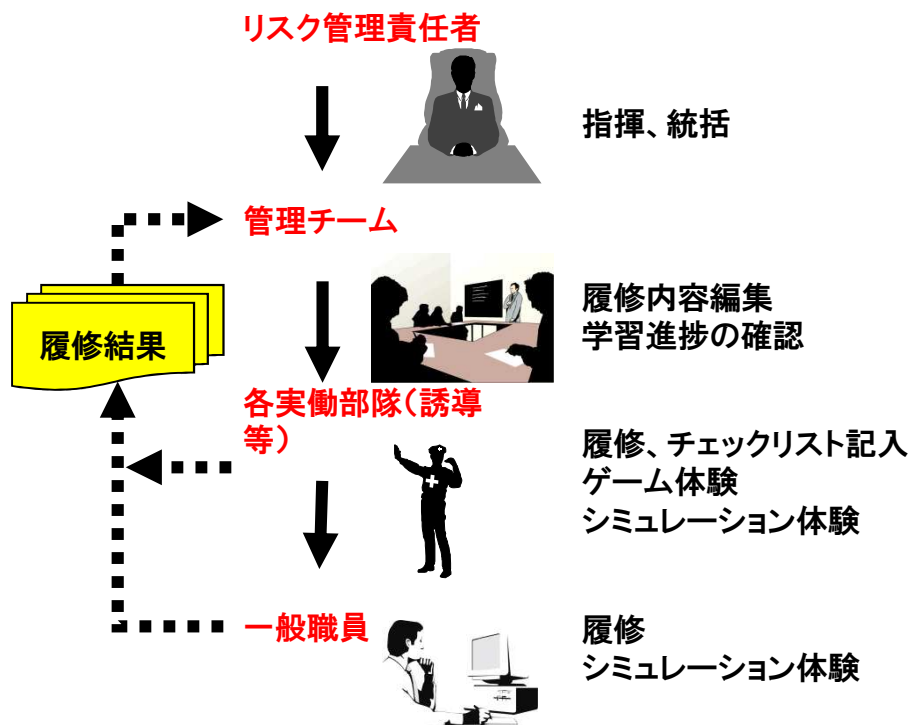 リスク管理責任者
指揮、統括
管理チーム
履修内容編集
学習進捗の確認
履修結果
各実働部隊（誘導
等）
履修、チェックリスト記入
ゲーム体験
シミュレーション体験
一般職員
履修
シミュレーション体験